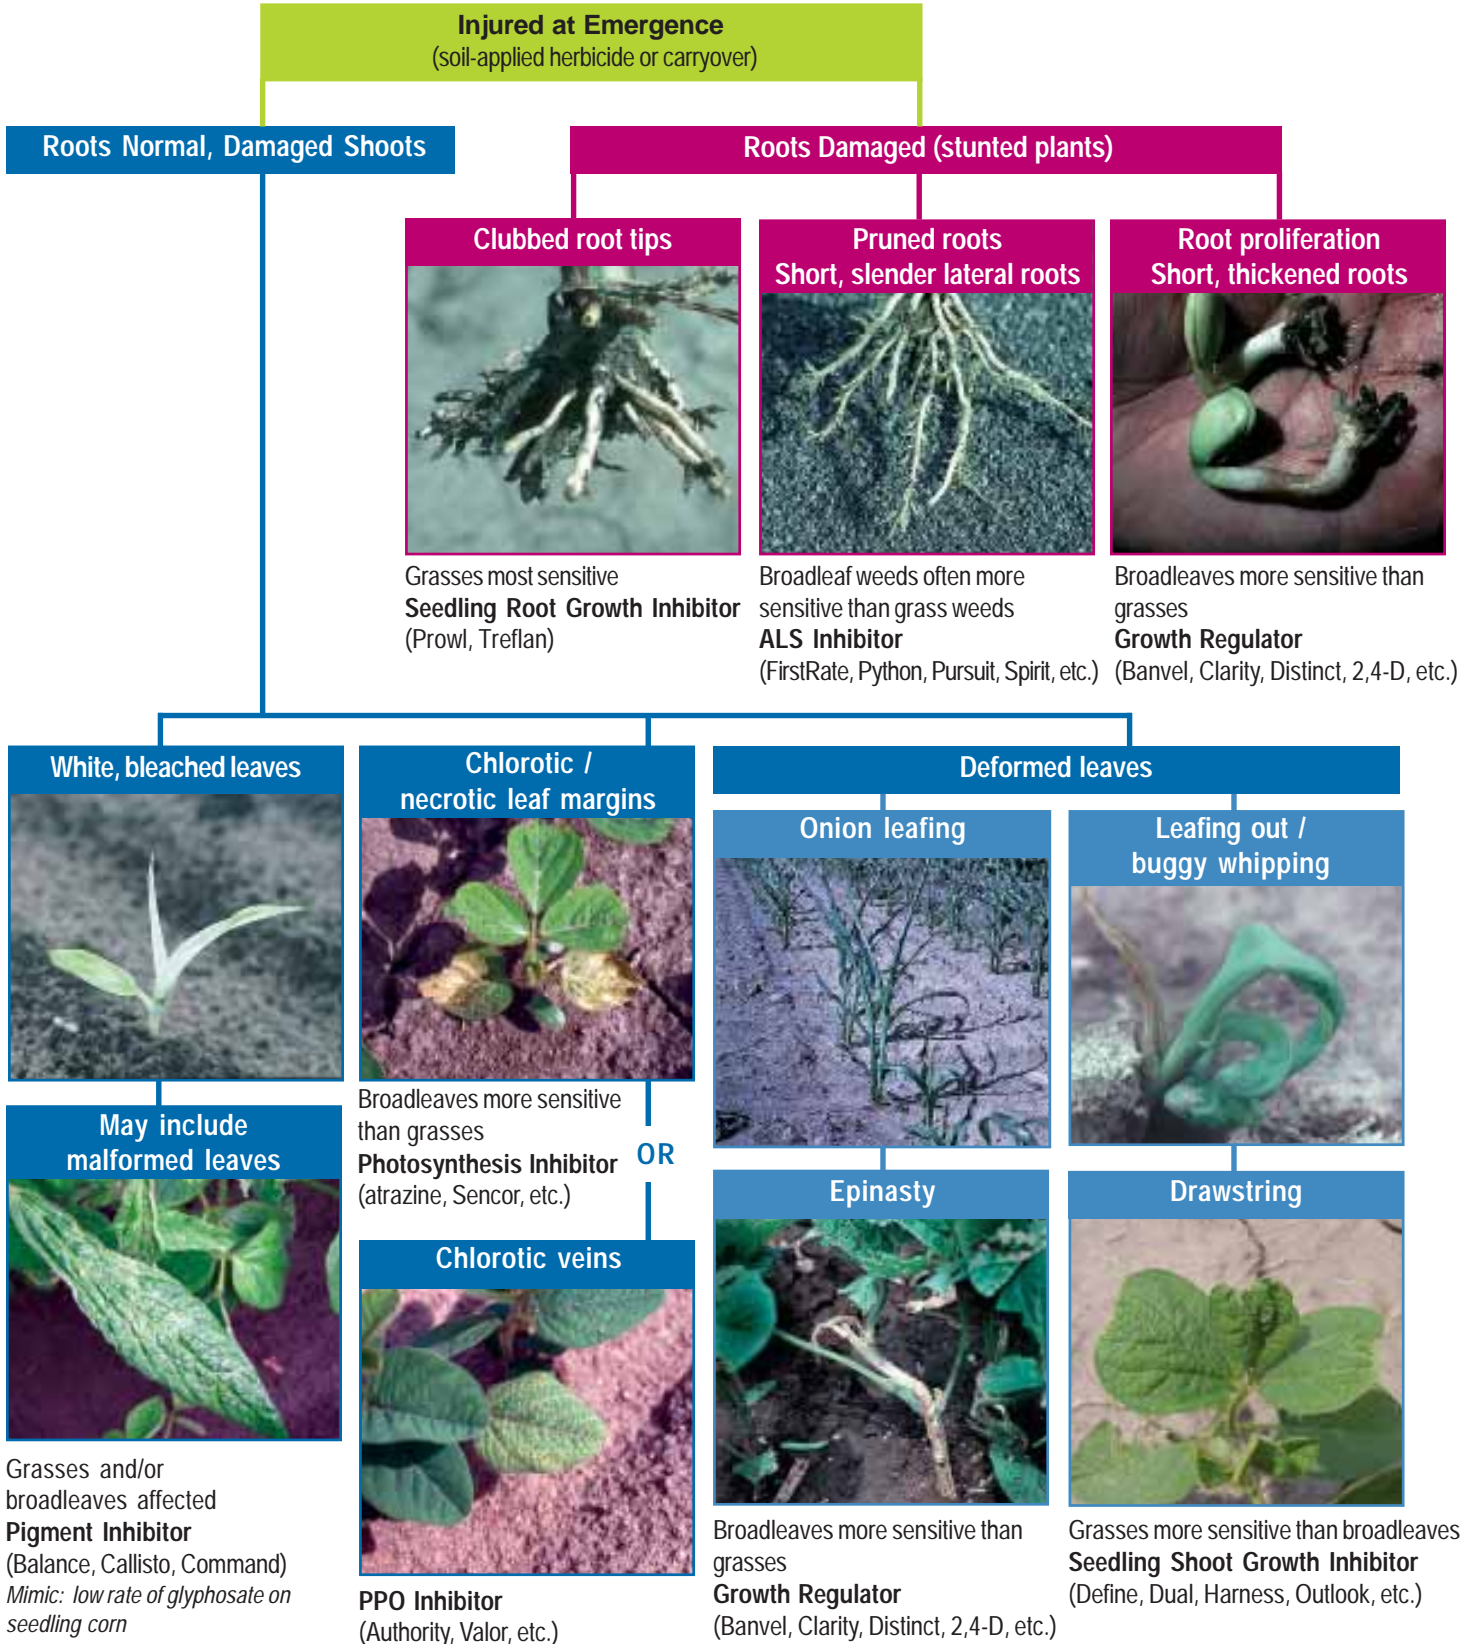 Injured at Emergence
(soil-applied herbicide or carryover)
Roots Normal, Damaged Shoots
Roots Damaged (stunted plants)
Clubbed root tips
Grasses most sensitive
Seedling Root Growth Inhibitor
(Prowl, Treflan)
Pruned roots
Short, slender lateral roots
Broadleaf weeds often more
sensitive than grass weeds
ALS Inhibitor
(FirstRate, Python, Pursuit, Spirit, etc.)
Root proliferation
Short, thickened roots
Broadleaves more sensitive than
grasses
Growth Regulator
(Banvel, Clarity, Distinct, 2,4-D, etc.)
White, bleached leaves
May include
malformed leaves
Grasses and/or
broadleaves affected
Pigment Inhibitor
(Balance, Callisto, Command)
Mimic: low rate of glyphosate on
seedling corn
Chlorotic /
necrotic leaf margins
Broadleaves more sensitive
than grasses
Photosynthesis Inhibitor
(atrazine, Sencor, etc.)
OR
Chlorotic veins
PPO Inhibitor
(Authority, Valor, etc.)
Deformed leaves
Onion leafing
Epinasty
Broadleaves more sensitive than
grasses
Growth Regulator
(Banvel, Clarity, Distinct, 2,4-D, etc.)
Leafing out /
buggy whipping
Drawstring
Grasses more sensitive than broadleaves
Seedling Shoot Growth Inhibitor
(Define, Dual, Harness, Outlook, etc.)